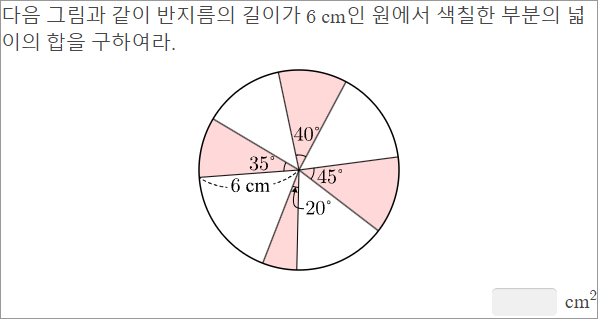 다음 그림과 같이 반지름의 길이가 6 cm인 원에서 색칠한 부분의 넓
이의 합을 구하여라.
40°
35°
45°
6 cm
20°
cm²